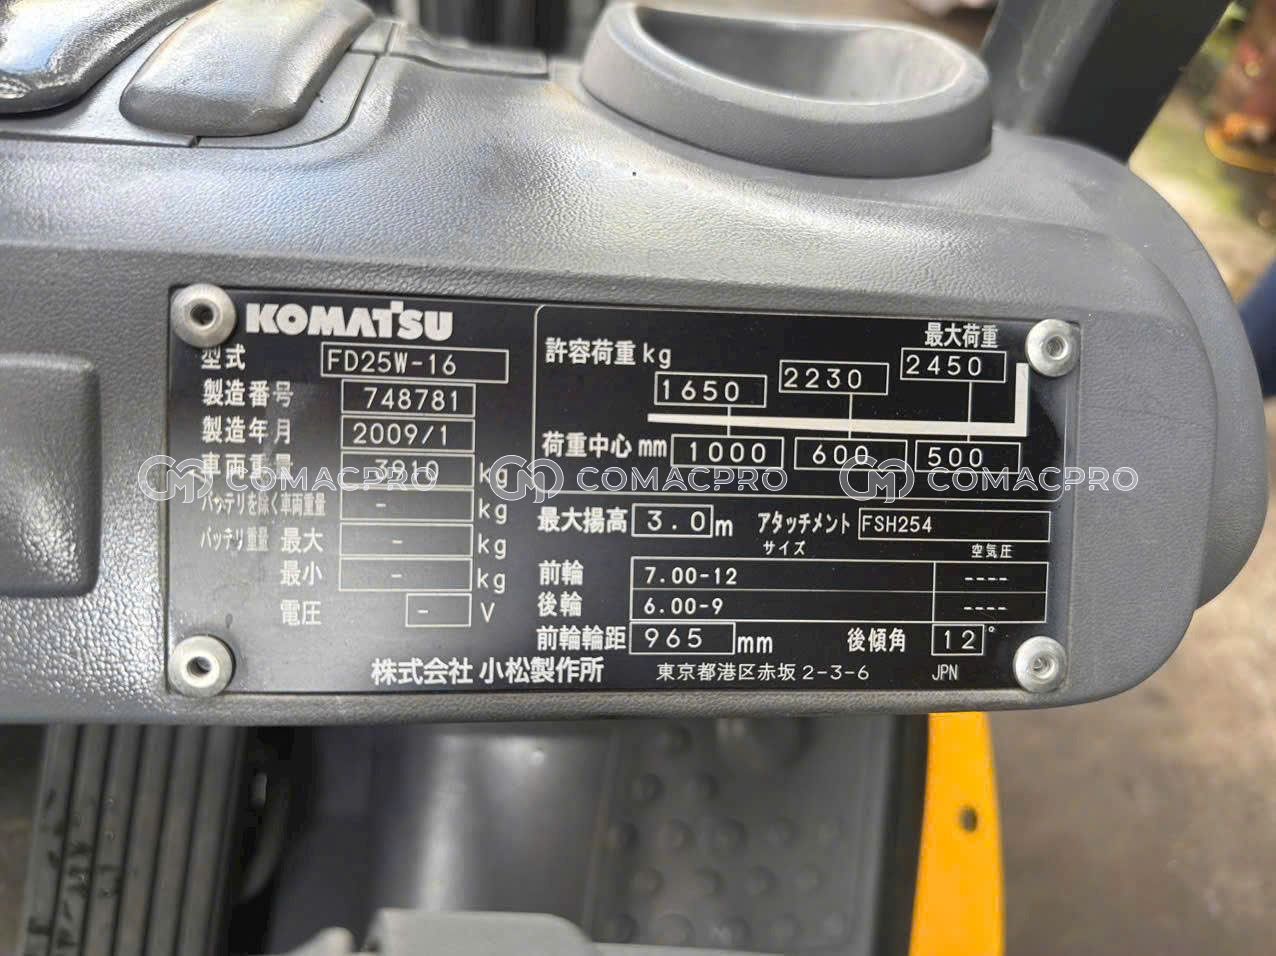 KOMATSU
型式 FD25W-16
製造番号 748781
製造年月 2009/1
車両重量 3910 kg
バッテリを除く車両重量 - kg
バッテリ重量 最大 - kg
最小 - kg
電圧 - V
最大荷重
許容荷重 kg 1650 2230 2450
荷重中心 mm 1000 600 500
最大揚高 3.0 m アタッチメント FSH254
サイズ 空気圧
前輪 7.00-12 ----
後輪 6.00-9 ----
前輪輪距 965 mm 後傾角 12°
株式会社 小松製作所 東京都港区赤坂 2-3-6 JPN
COMACPRO COMACPRO COMACPRO